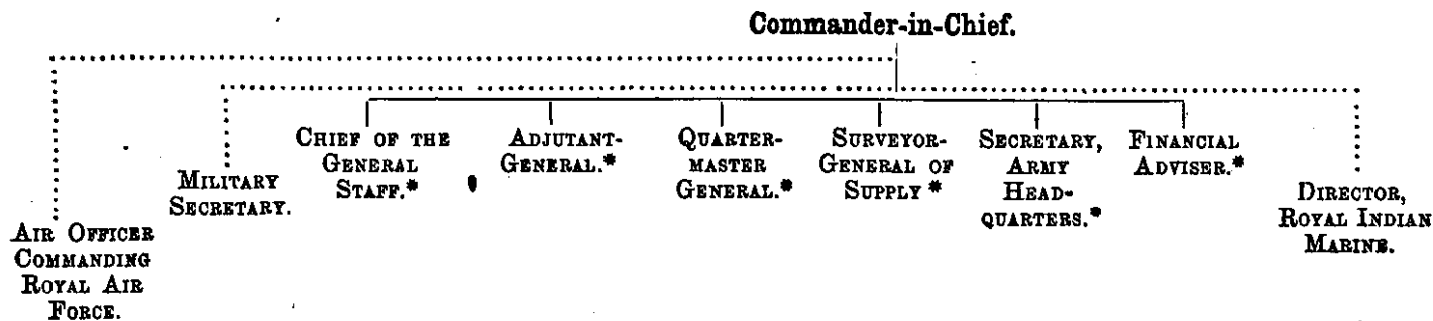 Commander-in-Chief.
CHIEF OF THE
GENERAL
STAFF.*
ADJUTANT-
GENERAL.*
QUARTER-
MASTER
GENERAL.*
SURVEYOR-
GENERAL OF
SUPPLY *
SECRETARY,
ARMY
HEAD-
QUARTERS.*
FINANCIAL
ADVISER.*
MILITARY
SECRETARY.
DIRECTOR,
ROYAL INDIAN
MARINE.
AIR OFFICER
COMMANDING
ROYAL AIR
FORCE.